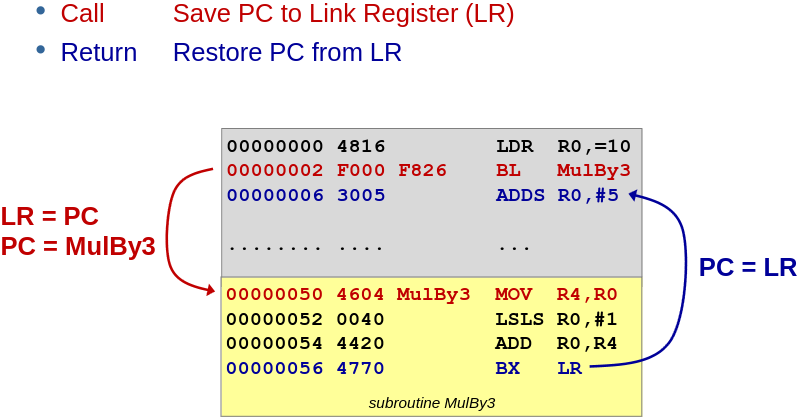 • Call Save PC to Link Register (LR)
• Return Restore PC from LR
00000000 4816 LDR R0,=10
00000002 F000 F826 BL MulBy3
00000006 3005 ADDS R0,#5
........ .... ...
LR = PC
PC = MulBy3
PC = LR
00000050 4604 MulBy3 MOV R4,R0
00000052 0040 LSLS R0,#1
00000054 4420 ADD R0,R4
00000056 4770 BX LR
subroutine MulBy3